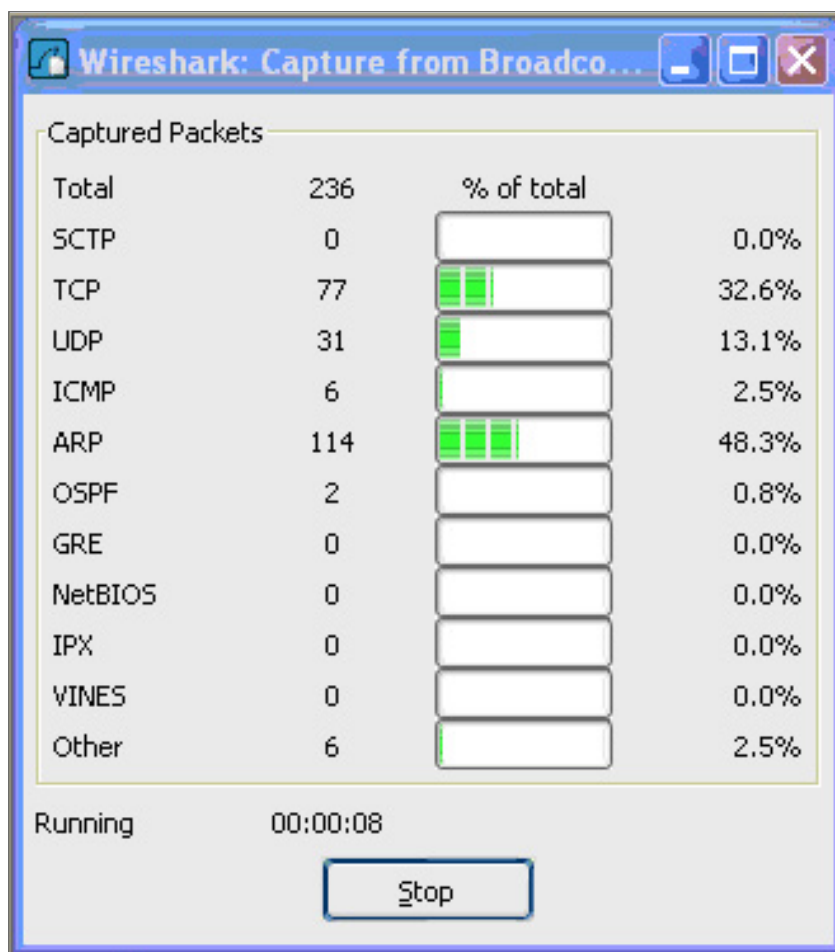 Wireshark: Capture from Broadco...
Captured Packets
Total 236 % of total
SCTP 0 0.0%
TCP 77 32.6%
UDP 31 13.1%
ICMP 6 2.5%
ARP 114 48.3%
OSPF 2 0.8%
GRE 0 0.0%
NetBIOS 0 0.0%
IPX 0 0.0%
VINES 0 0.0%
Other 6 2.5%
Running 00:00:08
Stop